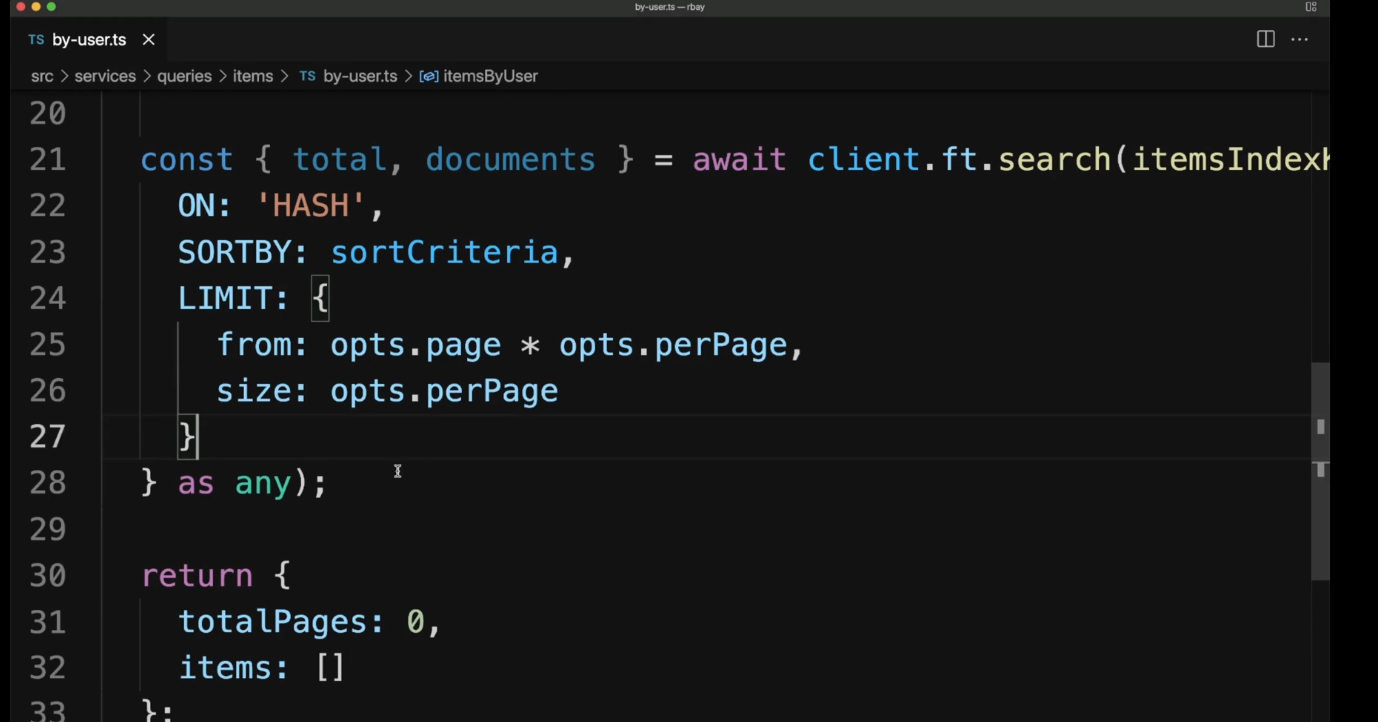 by-user.ts — rbay
TS by-user.ts
src > services > queries > items > TS by-user.ts > itemsByUser
20
21 const { total, documents } = await client.ft.search(itemsIndexK
22 ON: 'HASH',
23 SORTBY: sortCriteria,
24 LIMIT: {
25 from: opts.page * opts.perPage,
26 size: opts.perPage
27 }
28 } as any);
29
30 return {
31 totalPages: 0,
32 items: []
33 };